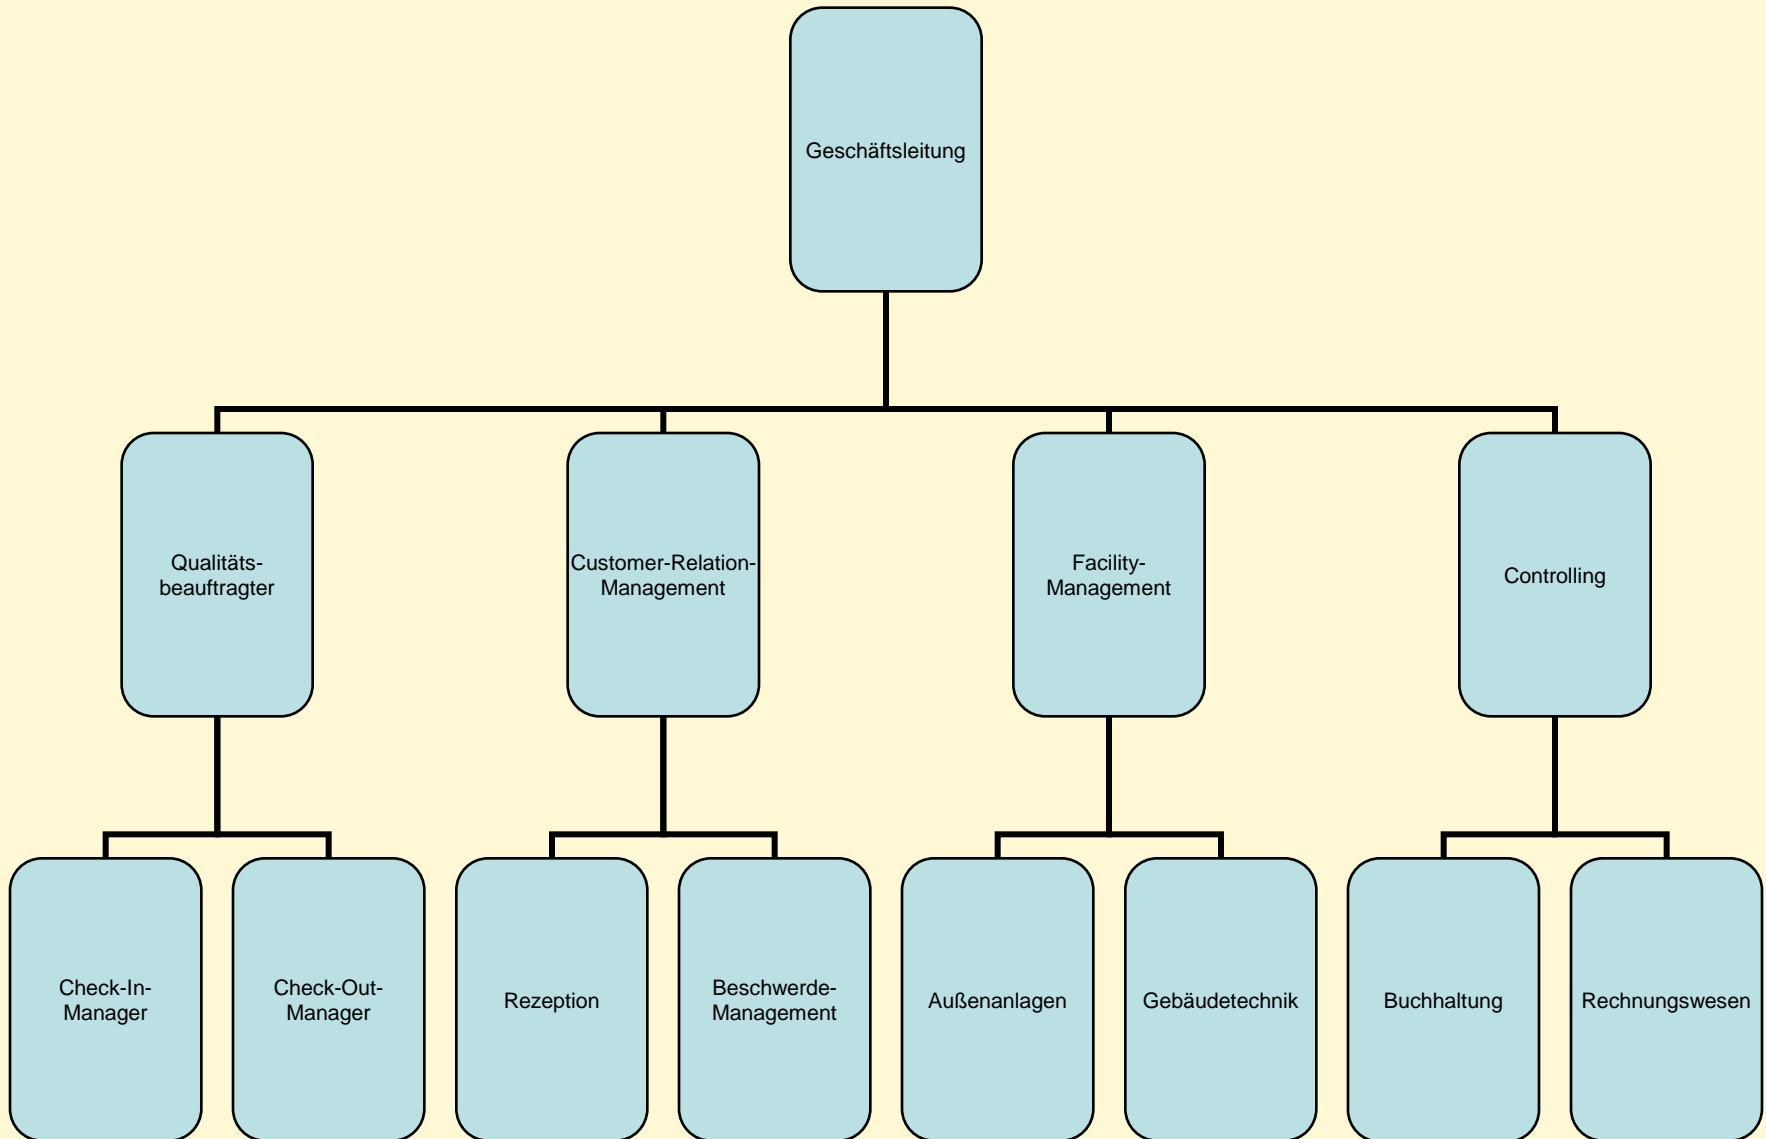 Geschäftsleitung
Qualitäts-
beauftragter
Customer-Relation-
Management
Facility-
Management
Controlling
Check-In-
Manager
Check-Out-
Manager
Rezeption
Beschwerde-
Management
Außenanlagen
Gebäudetechnik
Buchhaltung
Rechnungswesen